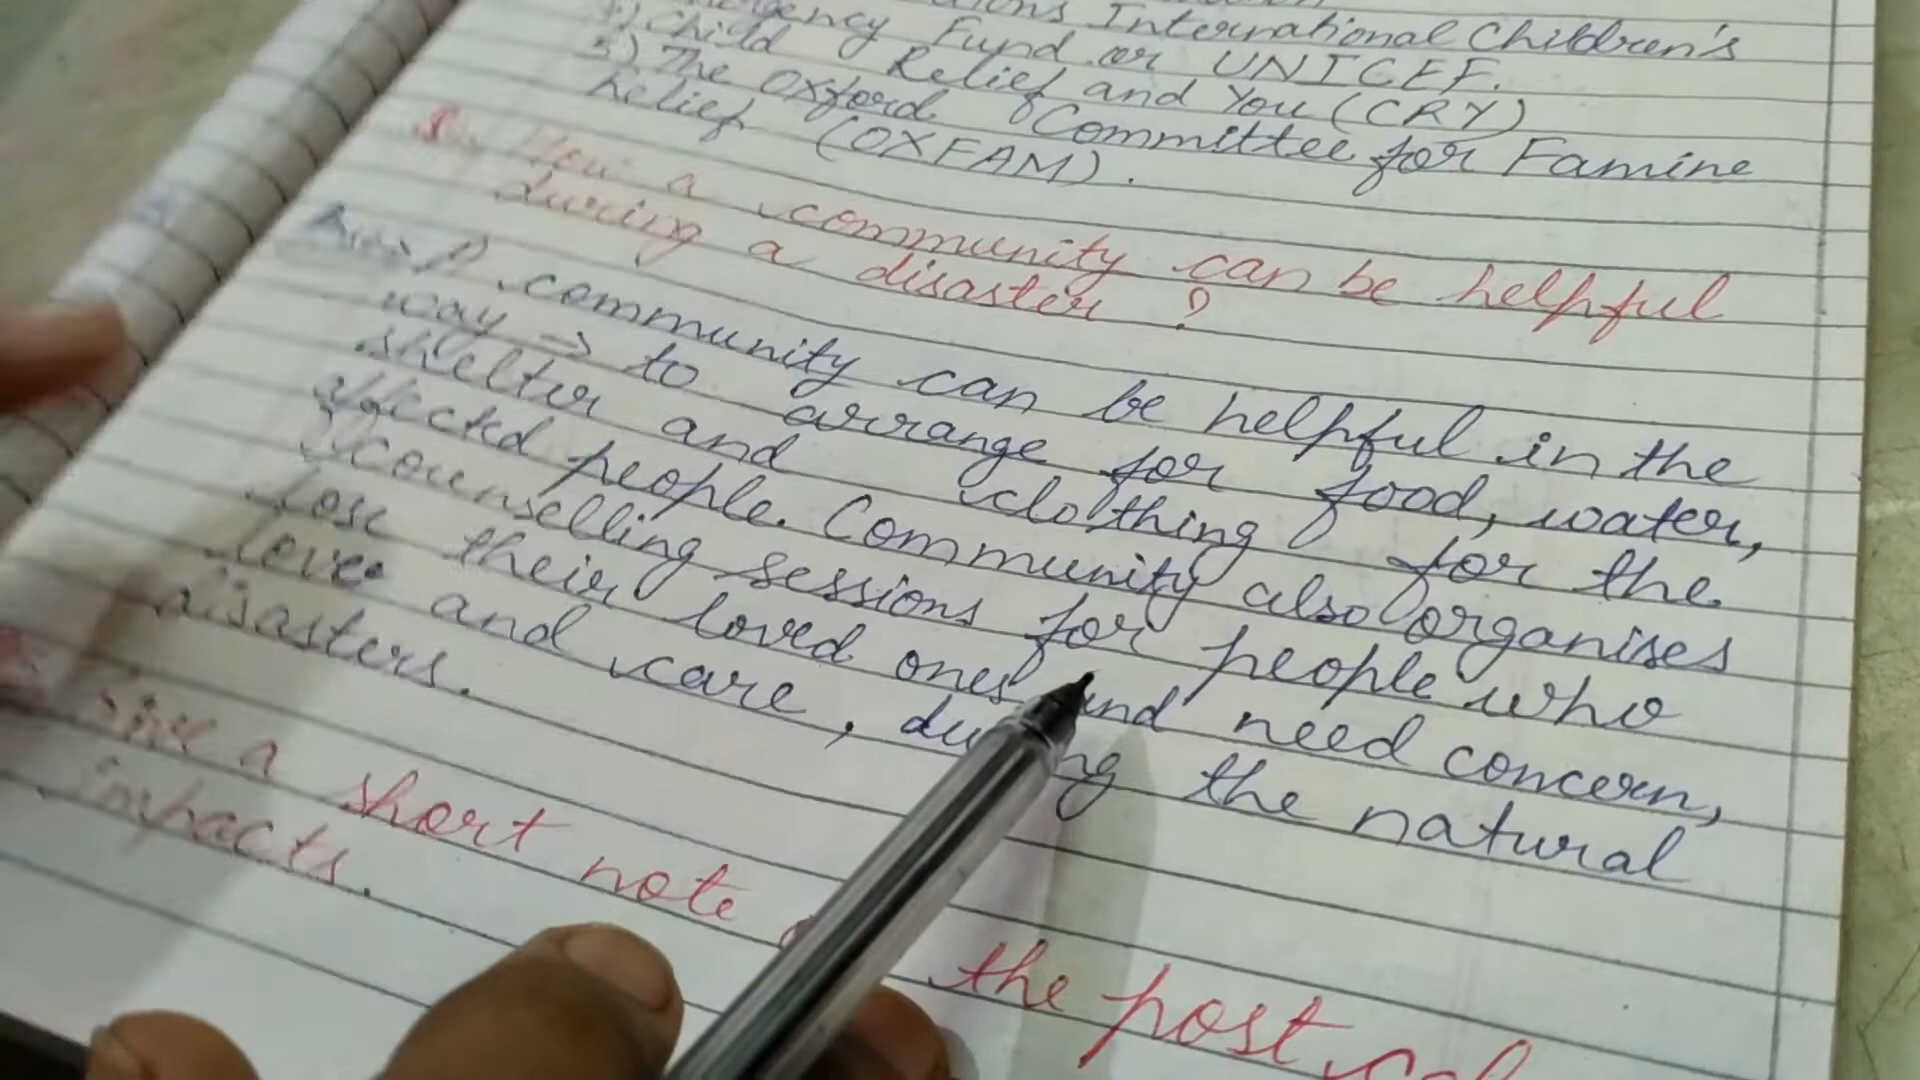 International Children's
Fund or UNICEF.
Child Relief and You (CRY)
3) The Oxford Committee for Famine
Relief (OXFAM).
How a community can be helpful
during a disaster ?
Ans → A community can be helpful in the
way → to arrange for food, water,
shelter and clothing for the
affected people. Community also organises
counselling sessions for people who
lose their loved ones and need concern,
love and care, during the natural
disasters.
a short note the post
impacts.